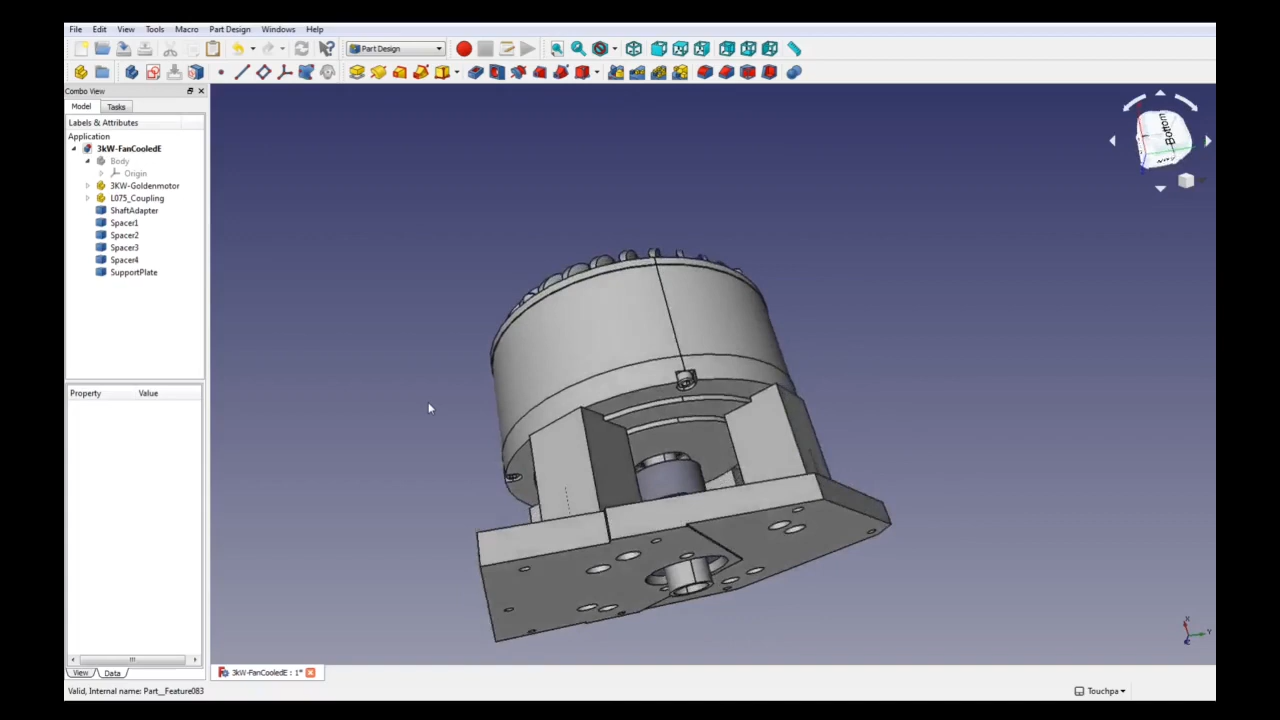 File Edit View Tools Macro Part Design Windows Help
Part Design
Combo View
Model Tasks
Labels & Attributes
Application
3kW-FanCooledE
Body
Origin
3KW-Goldenmotor
L075_Coupling
ShaftAdapter
Spacer1
Spacer2
Spacer3
Spacer4
SupportPlate
Property Value
View Data
3kW-FanCooledE : 1*
Valid, Internal name: Part__Feature083
Touchpa
Bottom
X
Y